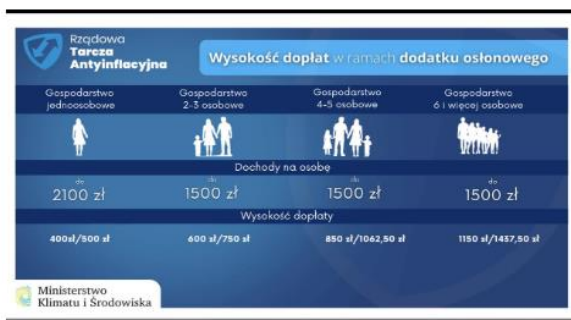 Rządowa
Tarcza
Antyinflacyjna
Wysokość dopłat w ramach dodatku osłonowego
Gospodarstwo jednoosobowe
Gospodarstwo 2-3 osobowe
Gospodarstwo 4-5 osobowe
Gospodarstwo 6 i więcej osobowe
Dochody na osobę
do do do do
2100 zł 1500 zł 1500 zł 1500 zł
Wysokość dopłaty
400zł/500 zł 600 zł/750 zł 850 zł/1062,50 zł 1150 zł/1437,50 zł
Ministerstwo
Klimatu i Środowiska